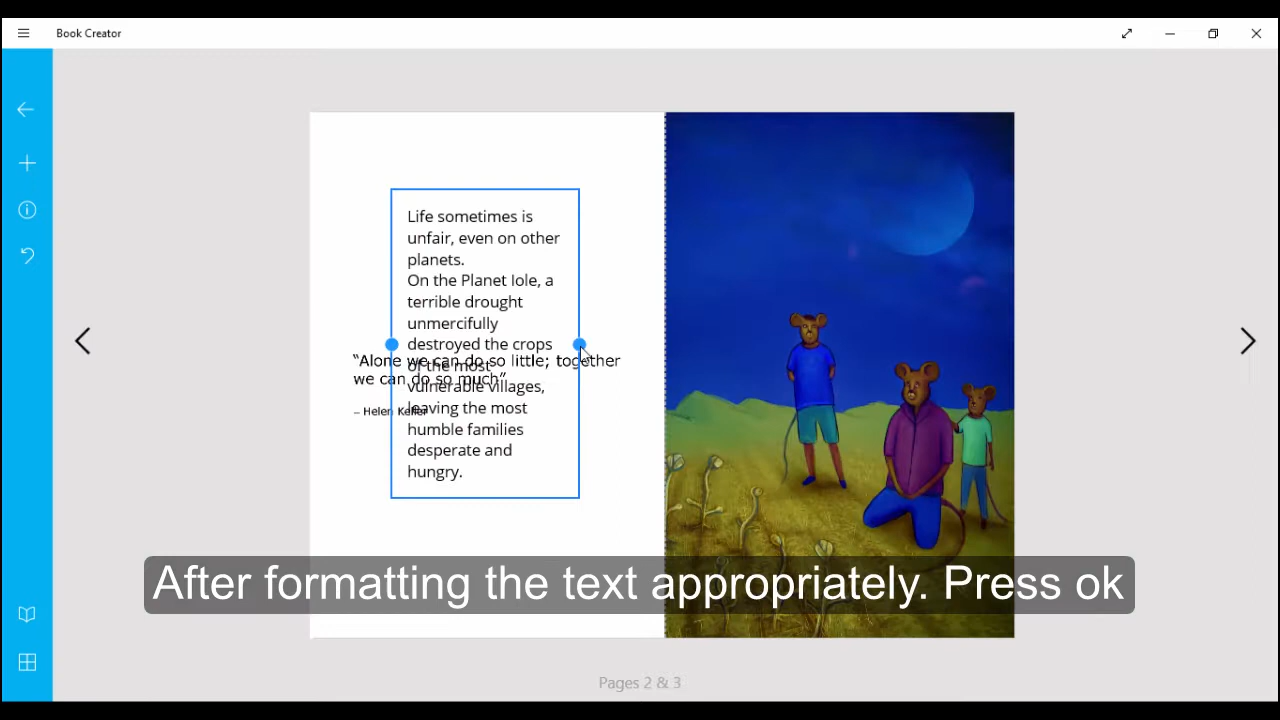 Book Creator
Life sometimes is
unfair, even on other
planets.
On the Planet Iole, a
terrible drought
unmercifully
destroyed the crops
of the most
vulnerable villages,
leaving the most
humble families
desperate and
hungry.
“Alone we can do so little; together
we can do so much”
– Helen Keller
After formatting the text appropriately. Press ok
Pages 2 & 3